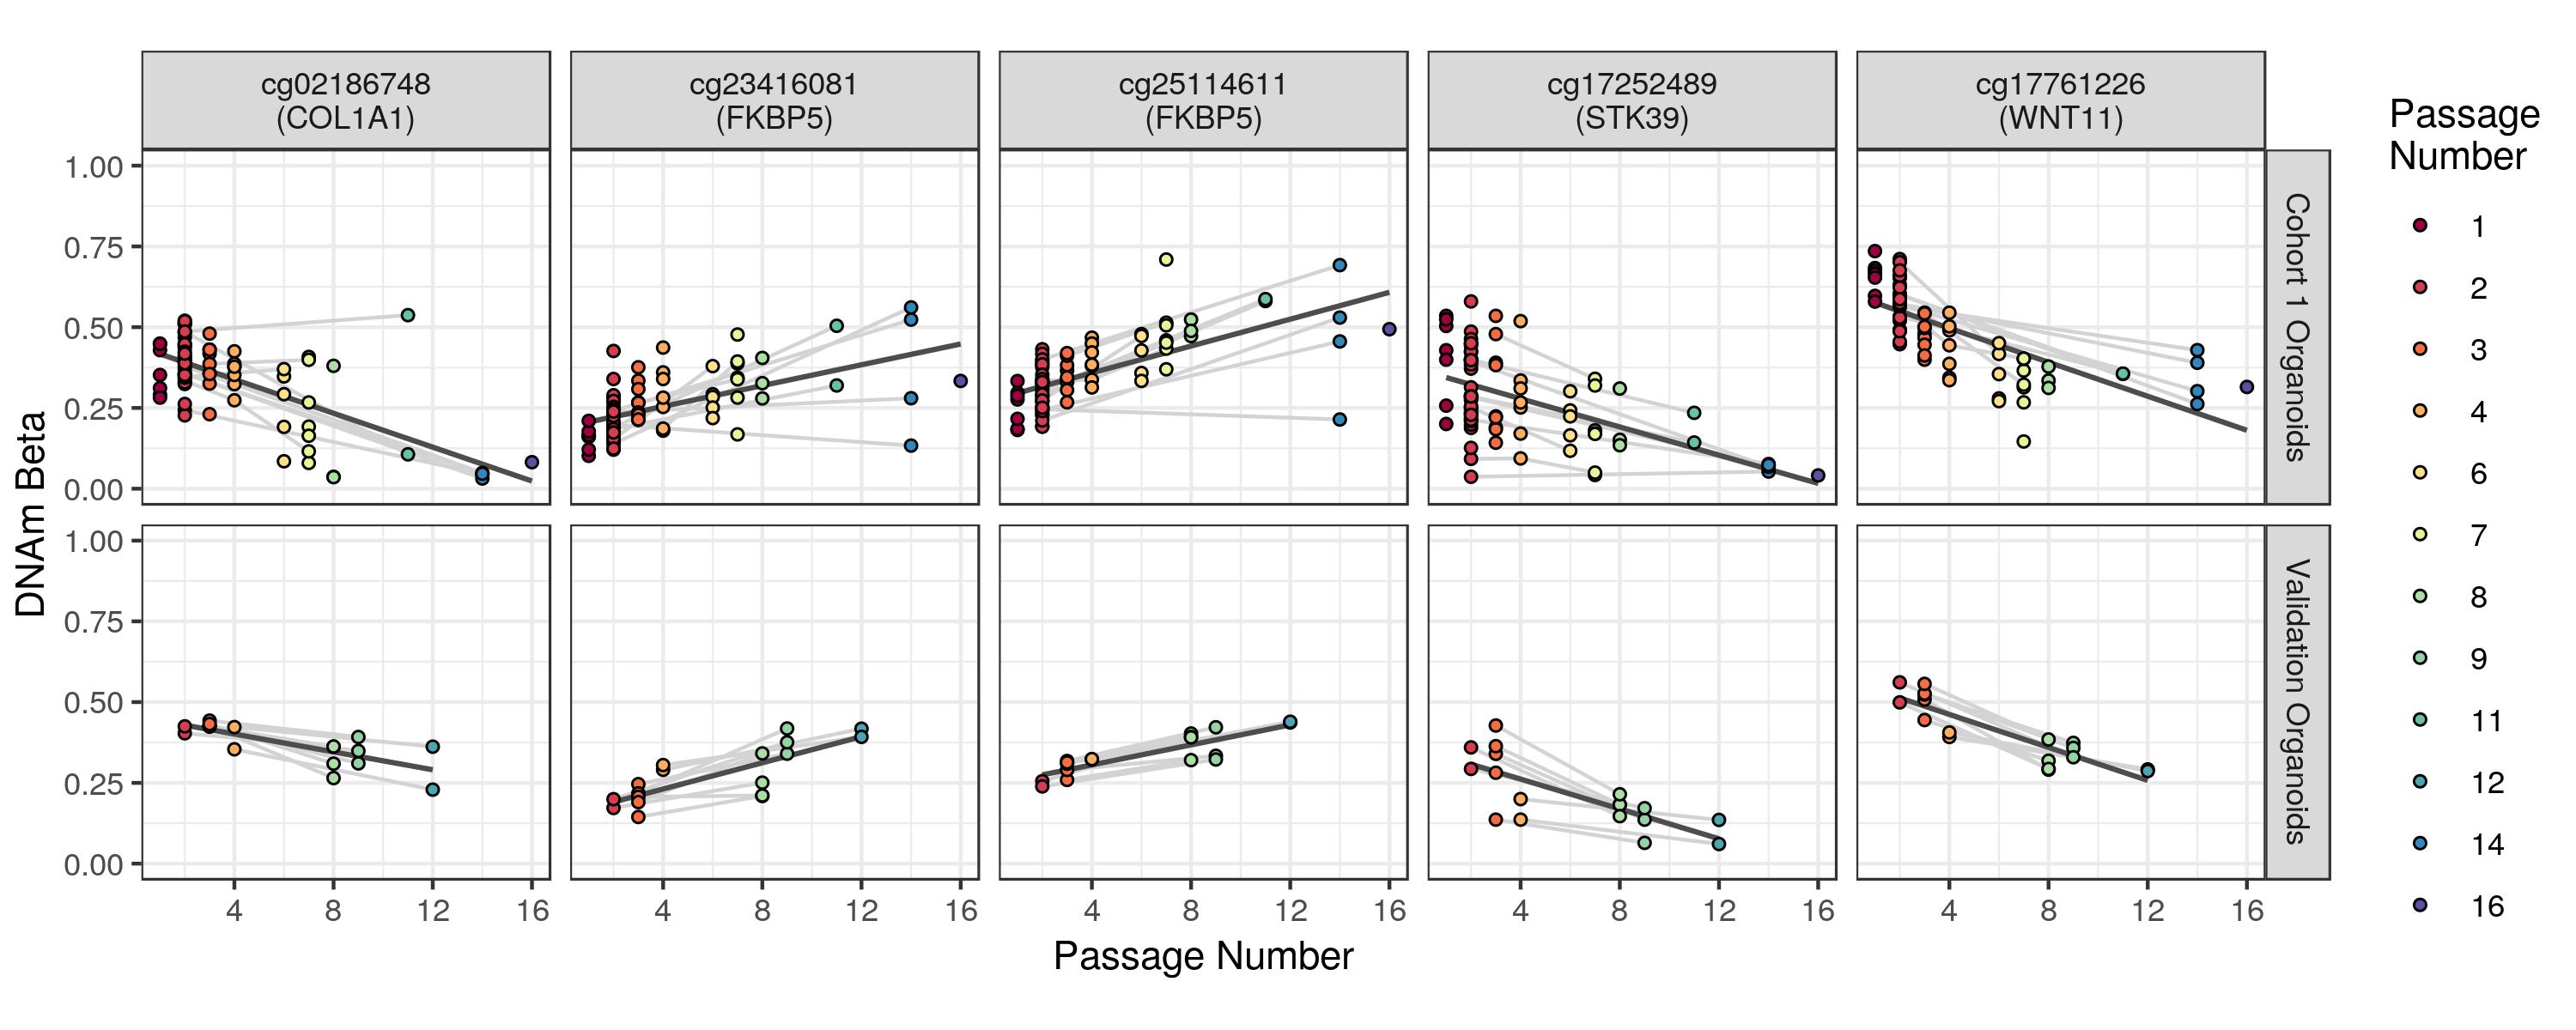 cg02186748
(COL1A1)
cg23416081
(FKBP5)
cg25114611
(FKBP5)
cg17252489
(STK39)
cg17761226
(WNT11)
DNAm Beta
1.00
0.75
0.50
0.25
0.00
Cohort 1 Organoids
1.00
0.75
0.50
0.25
0.00
Validation Organoids
4 8 12 16
4 8 12 16
4 8 12 16
4 8 12 16
4 8 12 16
Passage Number
Passage
Number
1
2
3
4
6
7
8
9
11
12
14
16